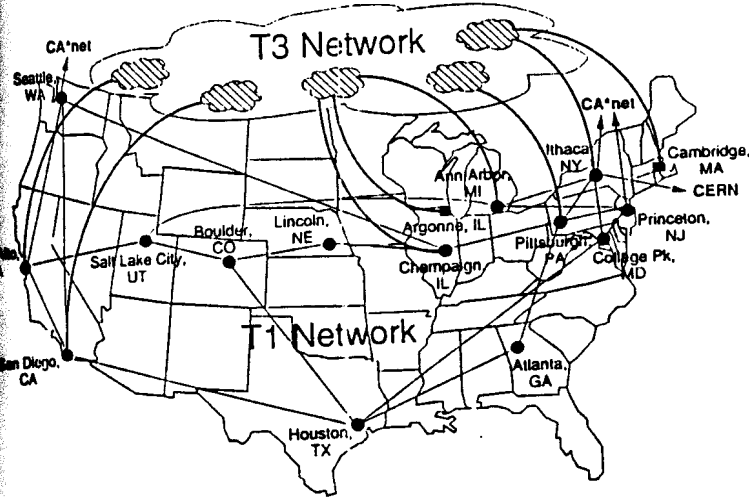 T3 Network
CA*net
Seattle,
WA
CA*net
Ithaca
NY
Cambridge,
MA
CERN
Ann Arbor,
MI
Argonne, IL
Princeton,
NJ
Pittsburgh,
PA
College Pk,
MD
Lincoln,
NE
Boulder,
CO
Salt Lake City,
UT
Champaign,
IL
T1 Network
San Diego,
CA
Atlanta,
GA
Houston,
TX